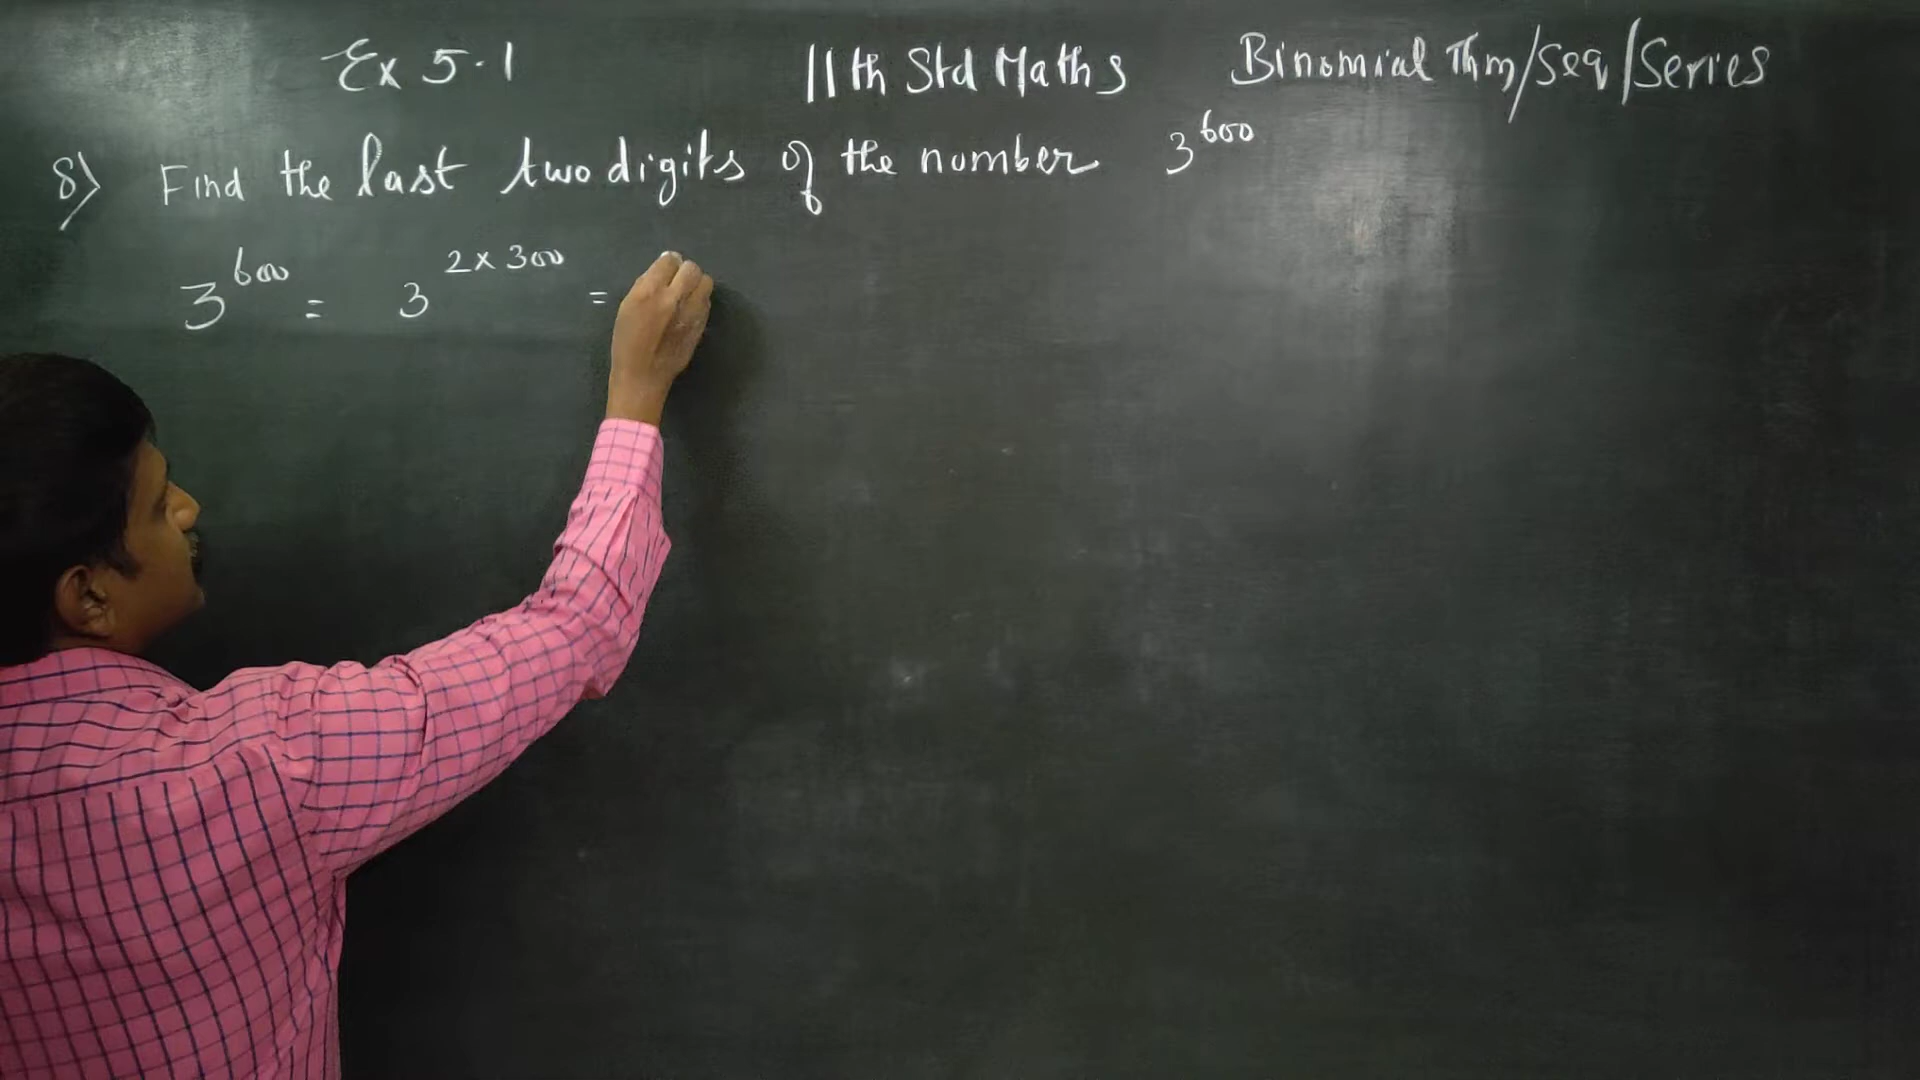 Ex 5.1 11th Std Maths Binomial Thm/Seq/Series
8) Find the last two digits of the number 3^600
3^600 = 3^2×300 =